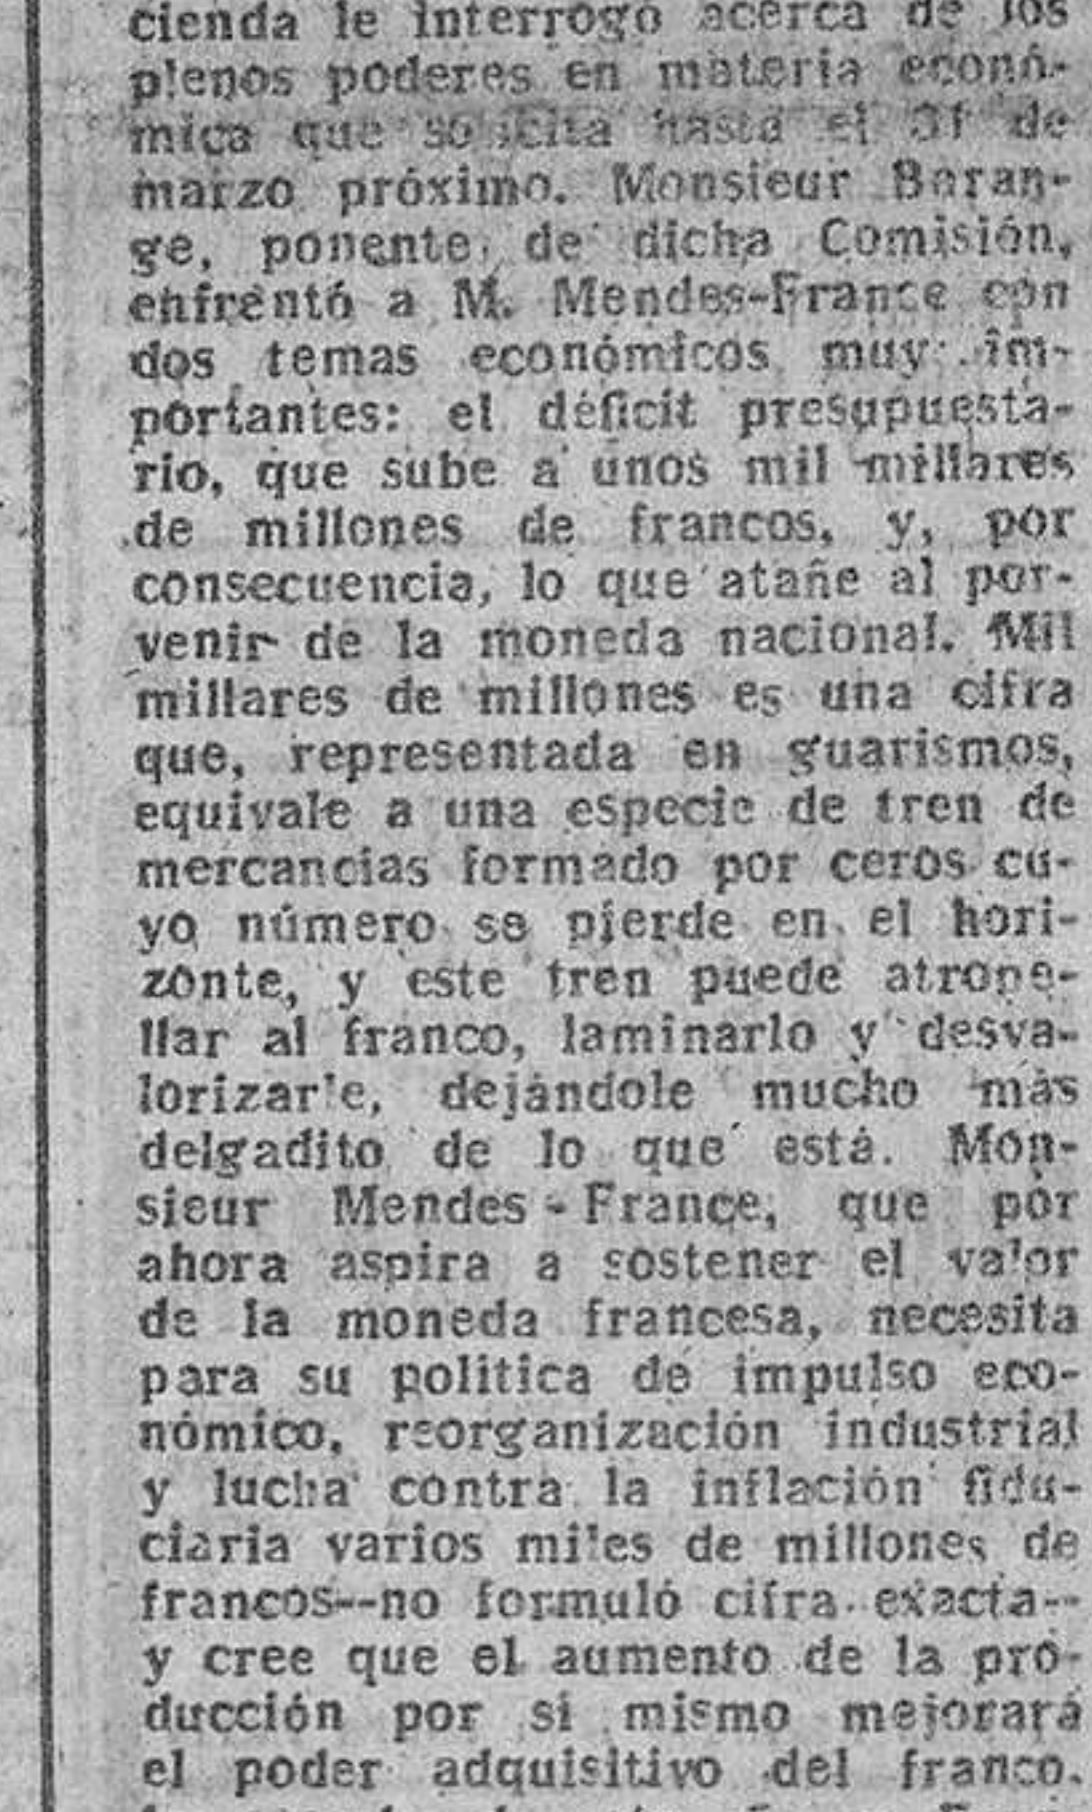 cienda le interrogó acerca de los
plenos poderes en materia econó-
mica que solicita hasta el 31 de
marzo próximo. Monsieur Baran-
ge, ponente de dicha Comisión,
enfrentó a M. Mendes-France con
dos temas económicos muy im-
portantes: el déficit presupuesta-
rio, que sube a unos mil millares
de millones de francos, y, por
consecuencia, lo que atañe al por-
venir de la moneda nacional. Mil
millares de millones es una cifra
que, representada en guarismos,
equivale a una especie de tren de
mercancias formado por ceros cu-
yo número se pierde en el hori-
zonte, y este tren puede atrope-
llar al franco, laminarlo y desva-
lorizarle, dejándole mucho más
delgadito de lo que está. Mon-
sieur Mendes - France, que por
ahora aspira a sostener el valor
de la moneda francesa, necesita
para su politica de impulso eco-
nómico, reorganización industrial
y lucha contra la inflación fidu-
ciaria varios miles de millones de
francos--no formuló cifra exacta--
y cree que el aumento de la pro-
ducción por si mismo mejorará
el poder adquisitivo del franco.